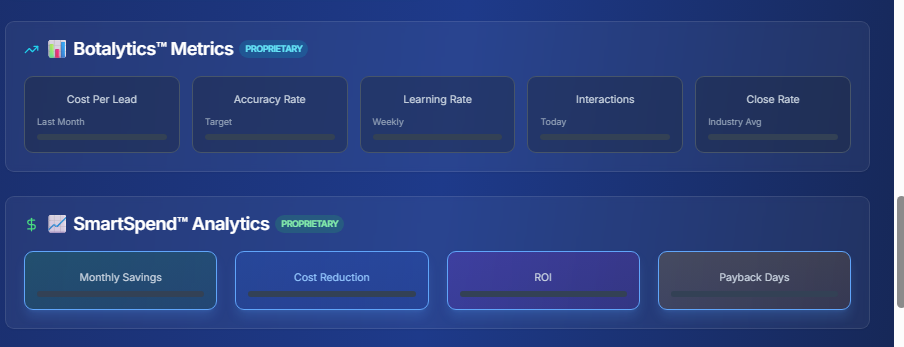 Botalytics™ Metrics PROPRIETARY
Cost Per Lead
Last Month
Accuracy Rate
Target
Learning Rate
Weekly
Interactions
Today
Close Rate
Industry Avg
SmartSpend™ Analytics PROPRIETARY
Monthly Savings
Cost Reduction
ROI
Payback Days